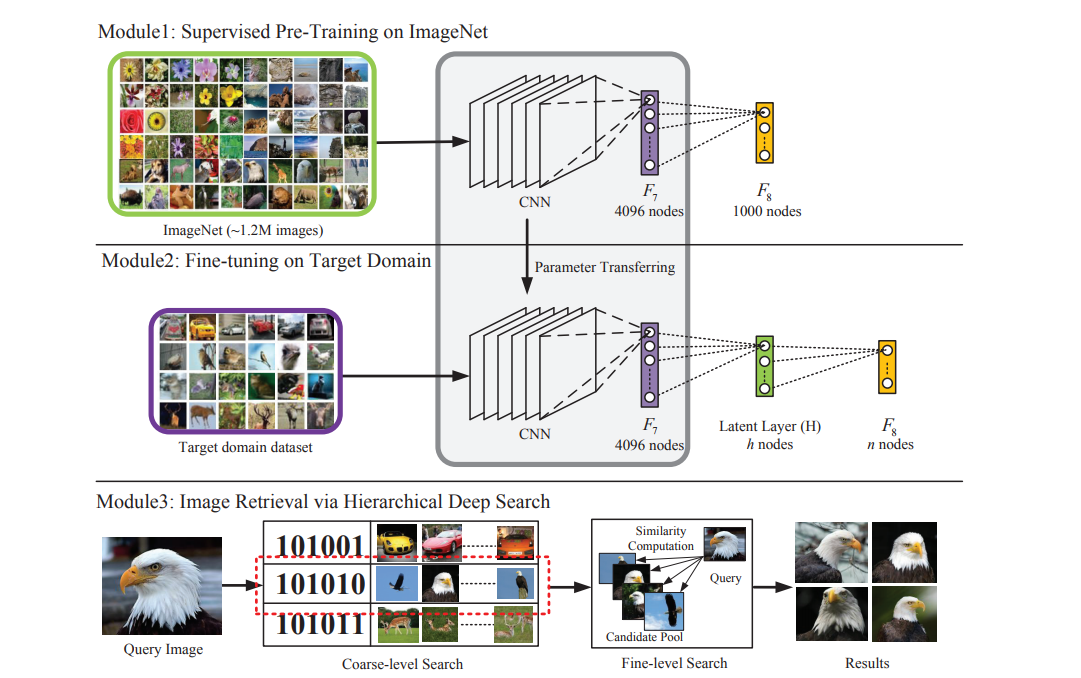 Module1: Supervised Pre-Training on ImageNet
CNN
F7
4096 nodes
F8
1000 nodes
ImageNet (~1.2M images)
Module2: Fine-tuning on Target Domain
Parameter Transferring
CNN
F7
4096 nodes
Latent Layer (H)
h nodes
F8
n nodes
Target domain dataset
Module3: Image Retrieval via Hierarchical Deep Search
101001
101010
101011
Similarity
Computation
Query
Candidate Pool
Query Image
Coarse-level Search
Fine-level Search
Results